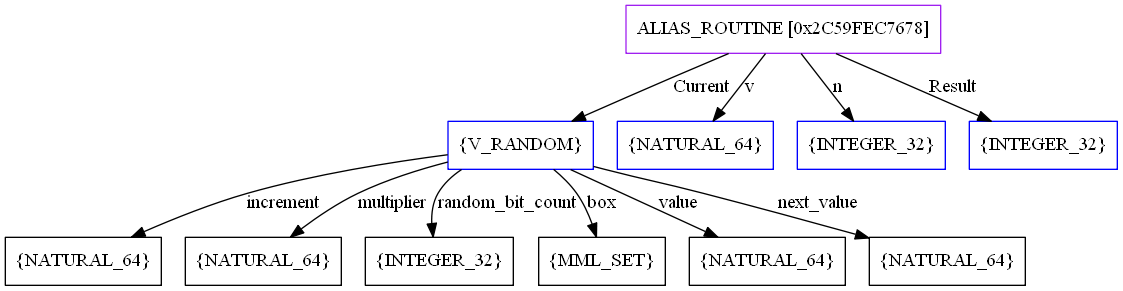 ALIAS_ROUTINE [0x2C59FEC7678]
Current v n Result
{V_RANDOM} {NATURAL_64} {INTEGER_32} {INTEGER_32}
increment multiplier random_bit_count box value next_value
{NATURAL_64} {NATURAL_64} {INTEGER_32} {MML_SET} {NATURAL_64} {NATURAL_64}